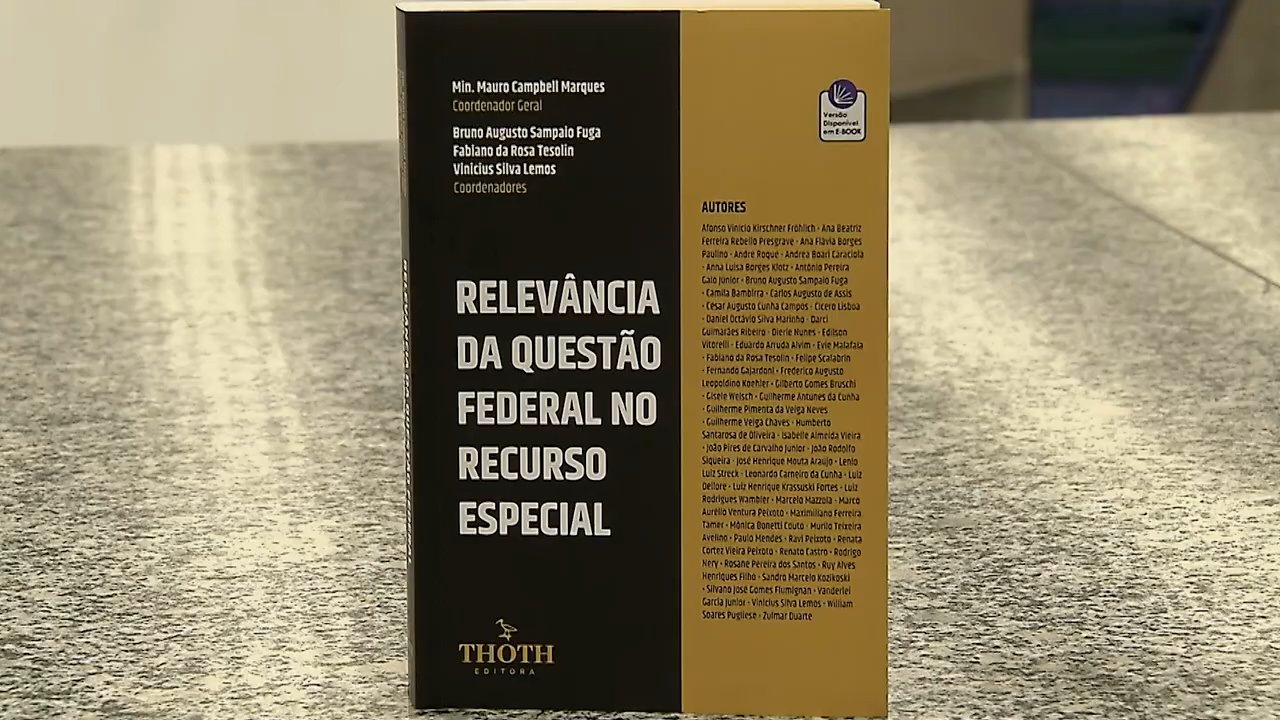 Min. Mauro Campbell Marques
Coordenador Geral
Bruno Augusto Sampaio Fuga
Fabiano da Rosa Tesolin
Vinicius Silva Lemos
Coordenadores
RELEVÂNCIA
DA QUESTÃO
FEDERAL NO
RECURSO
ESPECIAL
THOTH
EDITORA
Versão
Disponível
em E-BOOK
AUTORES
Afonso Vinício Kirschner Fröhlich · Ana Beatriz
Ferreira Rebello Presgrave · Ana Flávia Borges
Paulino · Andre Roque · Andrea Boari Caraciola
· Anna Luisa Borges Klotz · Antônio Pereira
Gaio Júnior · Bruno Augusto Sampaio Fuga
· Camila Bambirra · Carlos Augusto de Assis
· César Augusto Cunha Campos · Cícero Lisboa
· Daniel Octávio Silva Marinho · Darci
Guimarães Ribeiro · Dierle Nunes · Edilson
Vitorelli · Eduardo Arruda Alvim · Evie Malafaia
· Fabiano da Rosa Tesolin · Felipe Scalabrin
· Fernando Gajardoni · Frederico Augusto
Leopoldino Koehler · Gilberto Gomes Bruschi
· Gisele Welsch · Guilherme Antunes da Cunha
· Guilherme Pimenta da Veiga Neves
· Guilherme Veiga Chaves · Humberto
Santarosa de Oliveira · Isabelle Almeida Vieira
· João Pires de Carvalho Junior · João Rodolfo
Siqueira · José Henrique Mouta Araújo · Lenio
Luiz Streck · Leonardo Carneiro da Cunha · Luiz
Dellore · Luiz Henrique Krassuski Fortes · Luiz
Rodrigues Wambier · Marcelo Mazzola · Marco
Aurélio Ventura Peixoto · Maximiliano Ferreira
Tamer · Mônica Bonetti Couto · Murilo Teixeira
Avelino · Paulo Mendes · Ravi Peixoto · Renata
Cortez Vieira Peixoto · Renato Castro · Rodrigo
Nery · Rosane Pereira dos Santos · Ruy Alves
Henriques Filho · Sandro Marcelo Kozikoski
· Silvano José Gomes Flumignan · Vanderlei
Garcia Junior · Vinicius Silva Lemos · William
Soares Pugliese · Zulmar Duarte